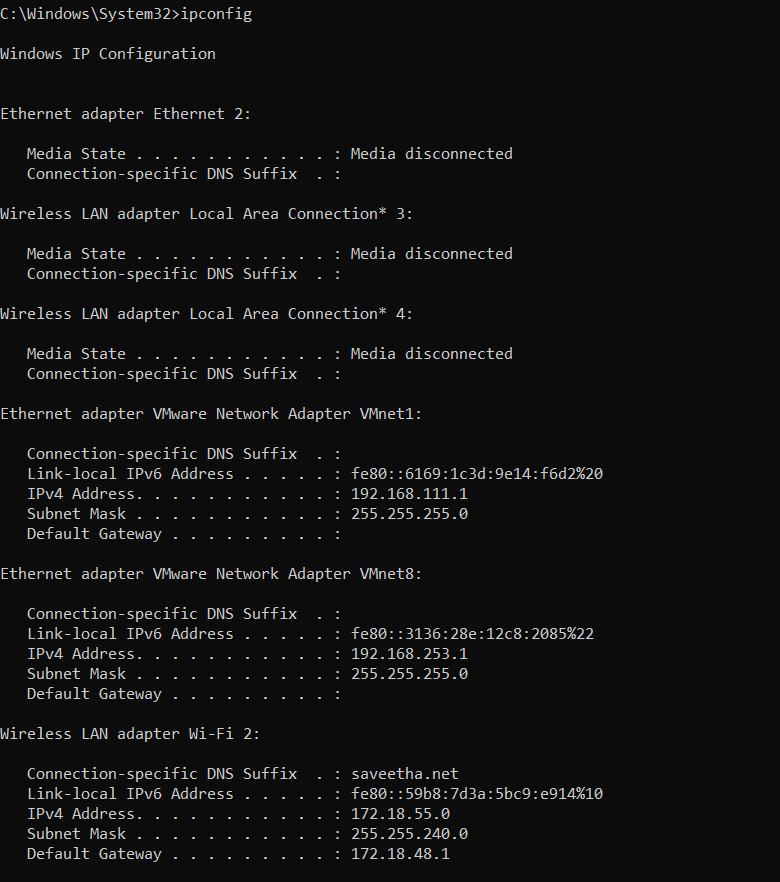 C:\Windows\System32>ipconfig
Windows IP Configuration
Ethernet adapter Ethernet 2:
Media State . . . . . . . . . . . : Media disconnected
Connection-specific DNS Suffix  . :
Wireless LAN adapter Local Area Connection* 3:
Media State . . . . . . . . . . . : Media disconnected
Connection-specific DNS Suffix  . :
Wireless LAN adapter Local Area Connection* 4:
Media State . . . . . . . . . . . : Media disconnected
Connection-specific DNS Suffix  . :
Ethernet adapter VMware Network Adapter VMnet1:
Connection-specific DNS Suffix  . :
Link-local IPv6 Address . . . . . : fe80::6169:1c3d:9e14:f6d2%20
IPv4 Address. . . . . . . . . . . : 192.168.111.1
Subnet Mask . . . . . . . . . . . : 255.255.255.0
Default Gateway . . . . . . . . . :
Ethernet adapter VMware Network Adapter VMnet8:
Connection-specific DNS Suffix  . :
Link-local IPv6 Address . . . . . : fe80::3136:28e:12c8:2085%22
IPv4 Address. . . . . . . . . . . : 192.168.253.1
Subnet Mask . . . . . . . . . . . : 255.255.255.0
Default Gateway . . . . . . . . . :
Wireless LAN adapter Wi-Fi 2:
Connection-specific DNS Suffix  . : saveetha.net
Link-local IPv6 Address . . . . . : fe80::59b8:7d3a:5bc9:e914%10
IPv4 Address. . . . . . . . . . . : 172.18.55.0
Subnet Mask . . . . . . . . . . . : 255.255.240.0
Default Gateway . . . . . . . . . : 172.18.48.1